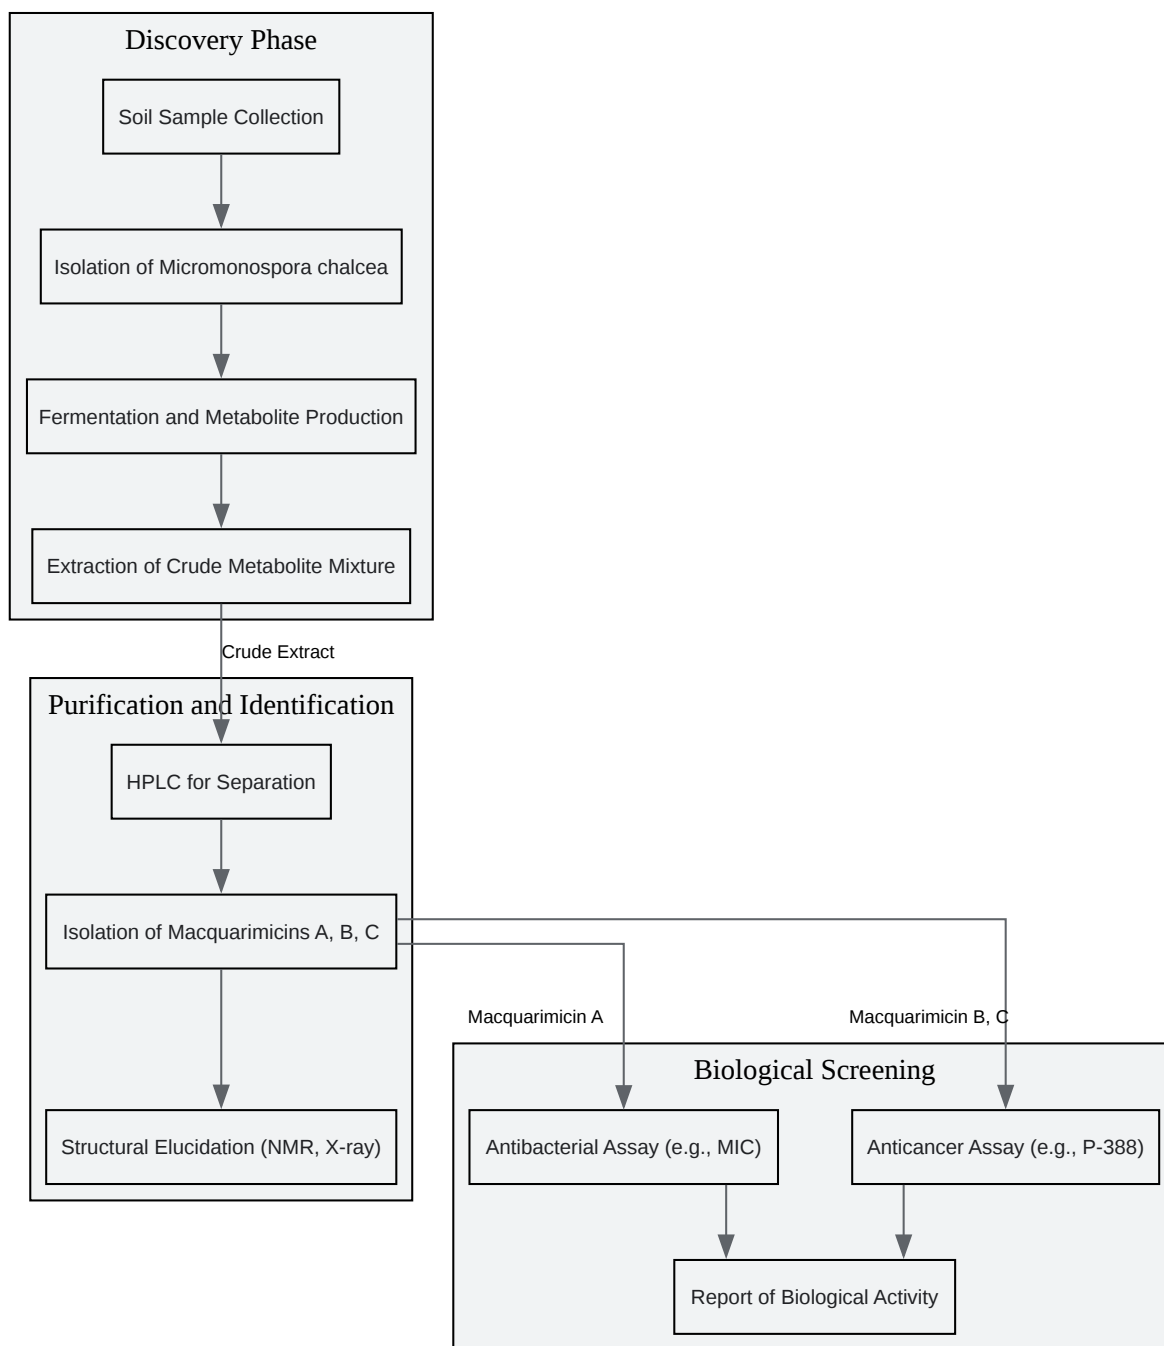 Discovery Phase
Soil Sample Collection
Isolation of Micromonospora chalcea
Fermentation and Metabolite Production
Extraction of Crude Metabolite Mixture
Crude Extract
Purification and Identification
HPLC for Separation
Isolation of Macquarimicins A, B, C
Macquarimicin A
Macquarimicin B, C
Biological Screening
Structural Elucidation (NMR, X-ray)
Antibacterial Assay (e.g., MIC)
Anticancer Assay (e.g., P-388)
Report of Biological Activity